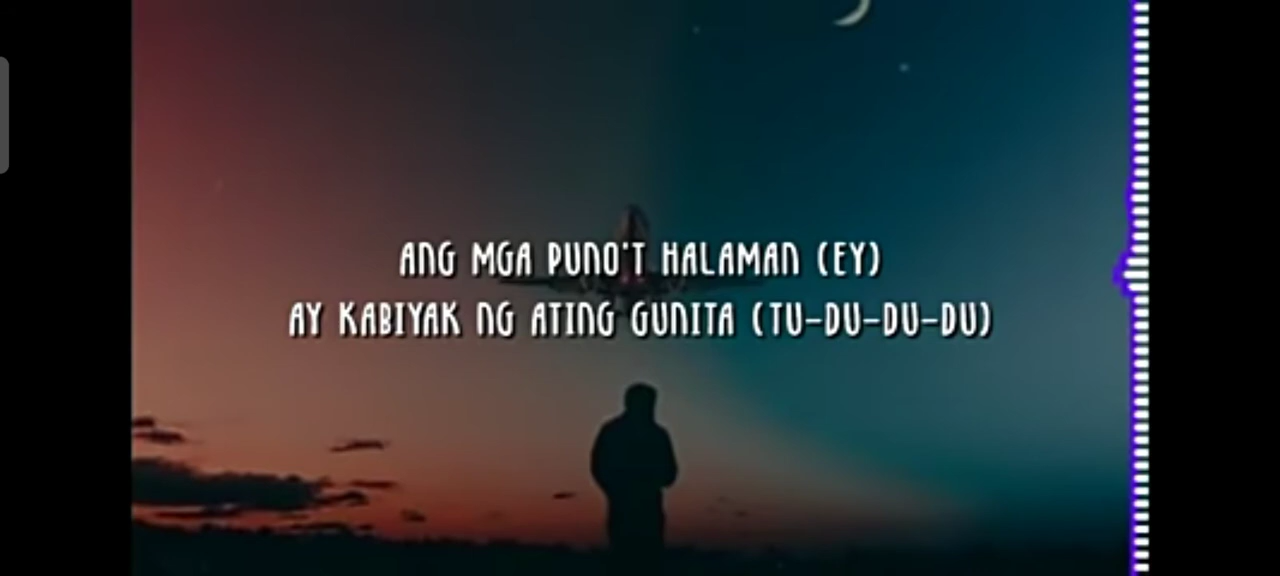 ANG MGA PUNO'T HALAMAN (EY)
AY KABIYAK NG ATING GUNITA (TU-DU-DU-DU)